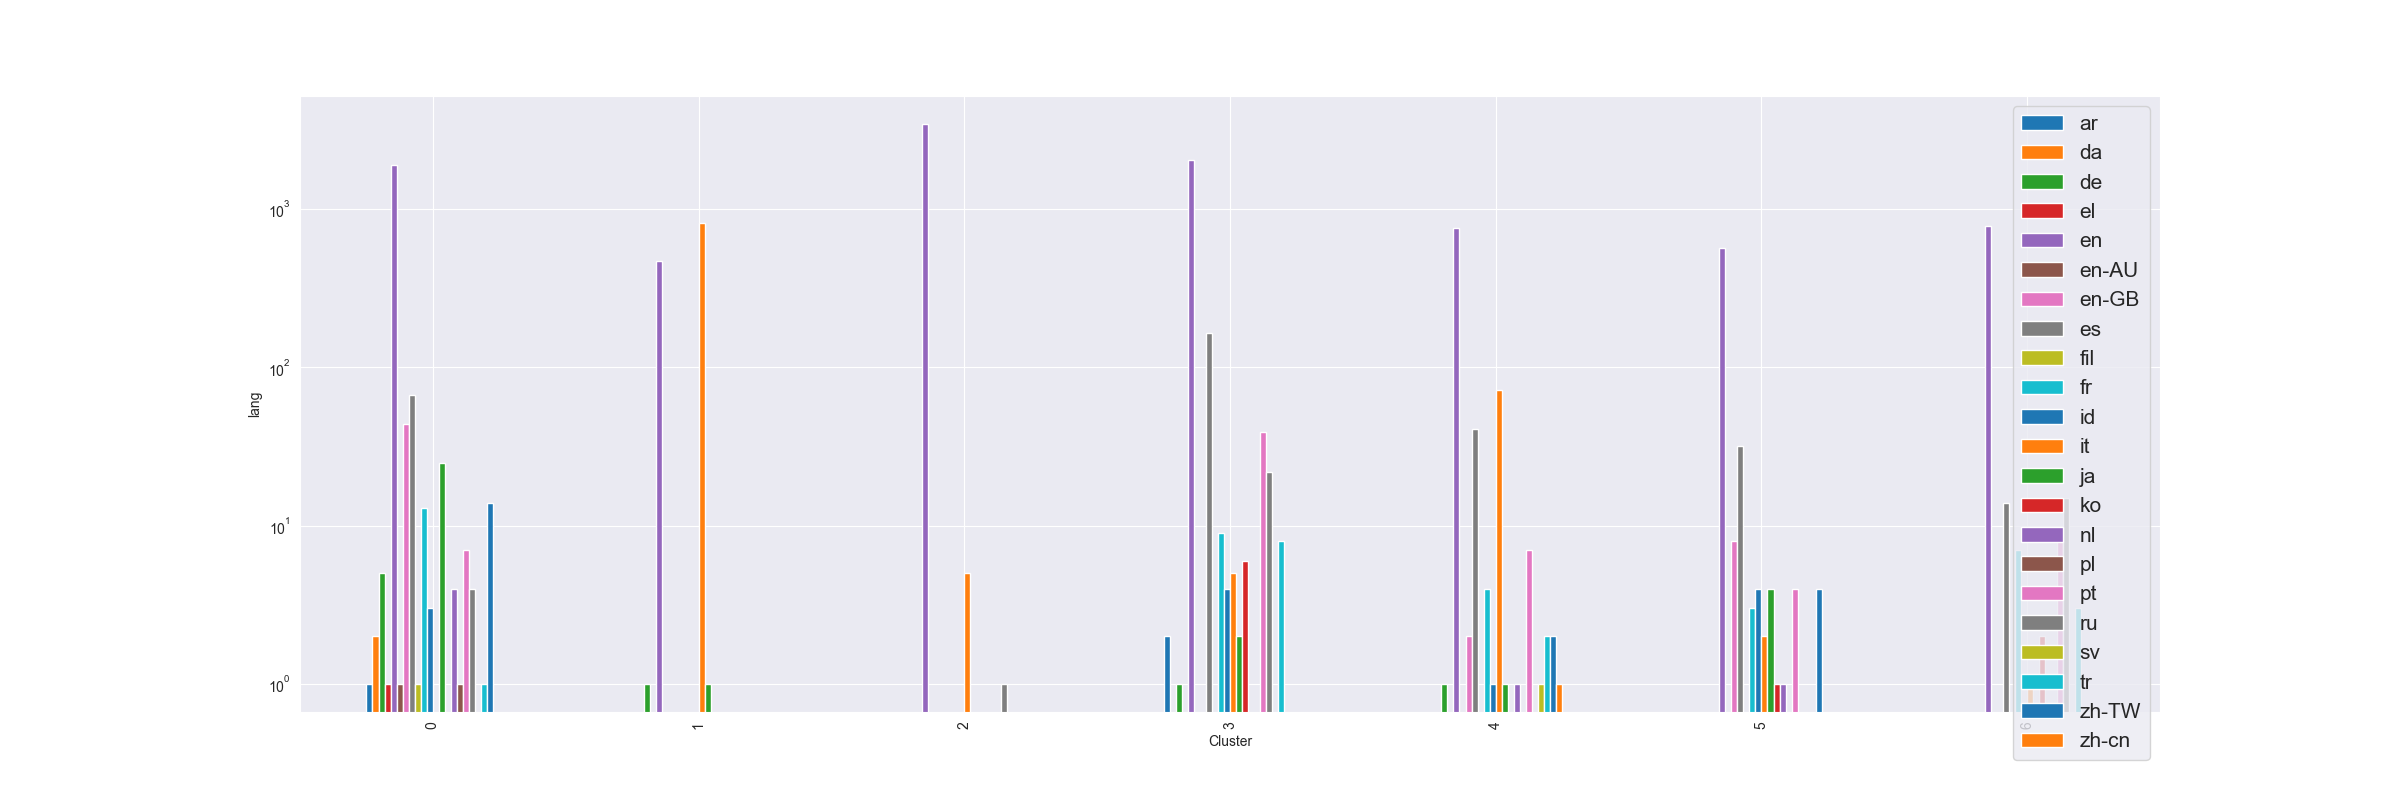 10³
10²
10¹
10⁰
lang
0
1
2
3
4
5
6
Cluster
ar
da
de
el
en
en-AU
en-GB
es
fil
fr
id
it
ja
ko
nl
pl
pt
ru
sv
tr
zh-TW
zh-cn